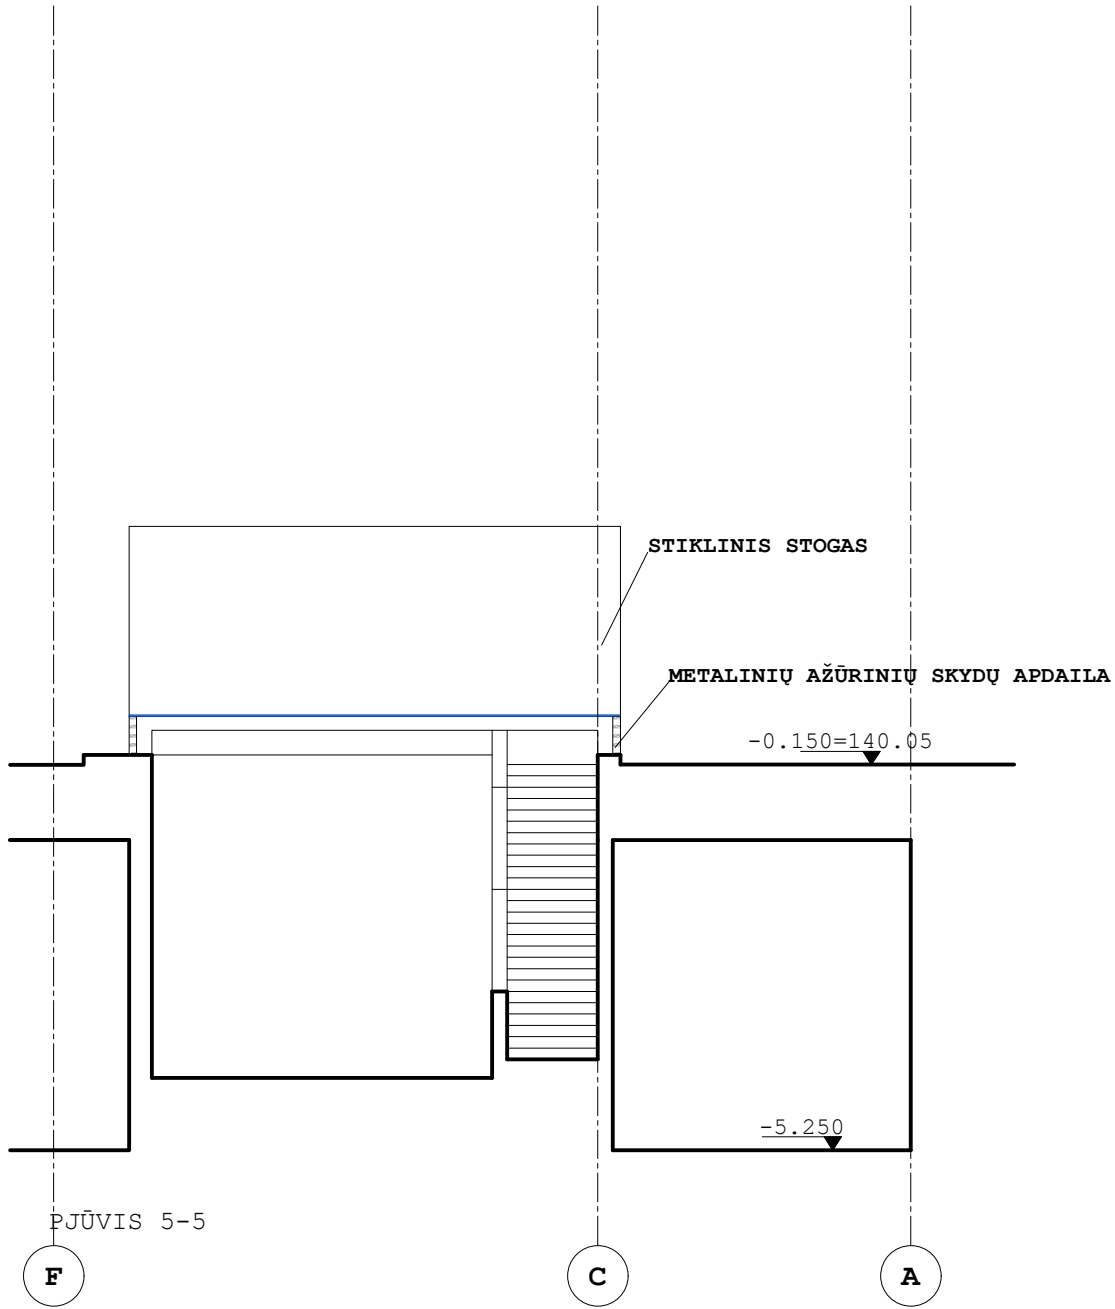 STIKLINIS STOGAS
METALINIŲ AŽŪRINIŲ SKYDŲ APDAILA
-0.150=140.05
-5.250
PJŪVIS 5-5
F
C
A